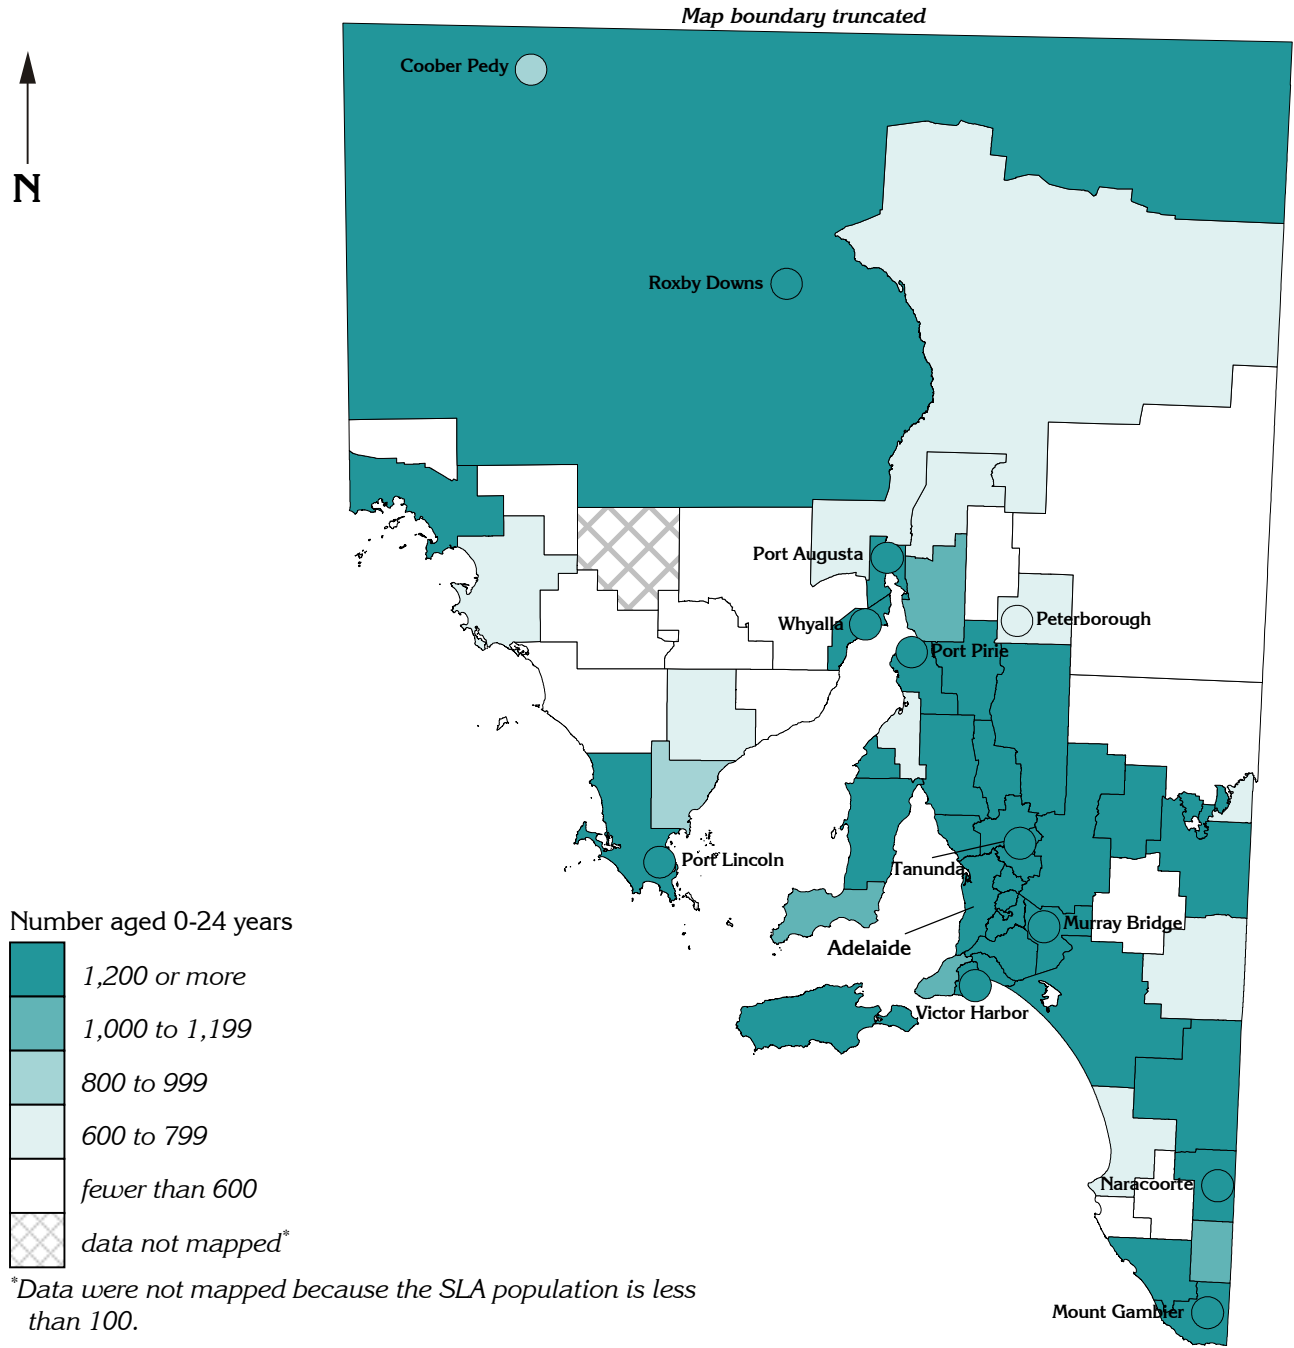 Map boundary truncated
Coober Pedy
N
Roxby Downs
Port Augusta
Whyalla
Peterborough
Port Pirie
Port Lincoln
Tanunda
Number aged 0-24 years
Murray Bridge
Adelaide
1,200 or more
Victor Harbor
1,000 to 1,199
800 to 999
600 to 799
Naracoorte
fewer than 600
data not mapped*
*Data were not mapped because the SLA population is less
than 100.
Mount Gambier